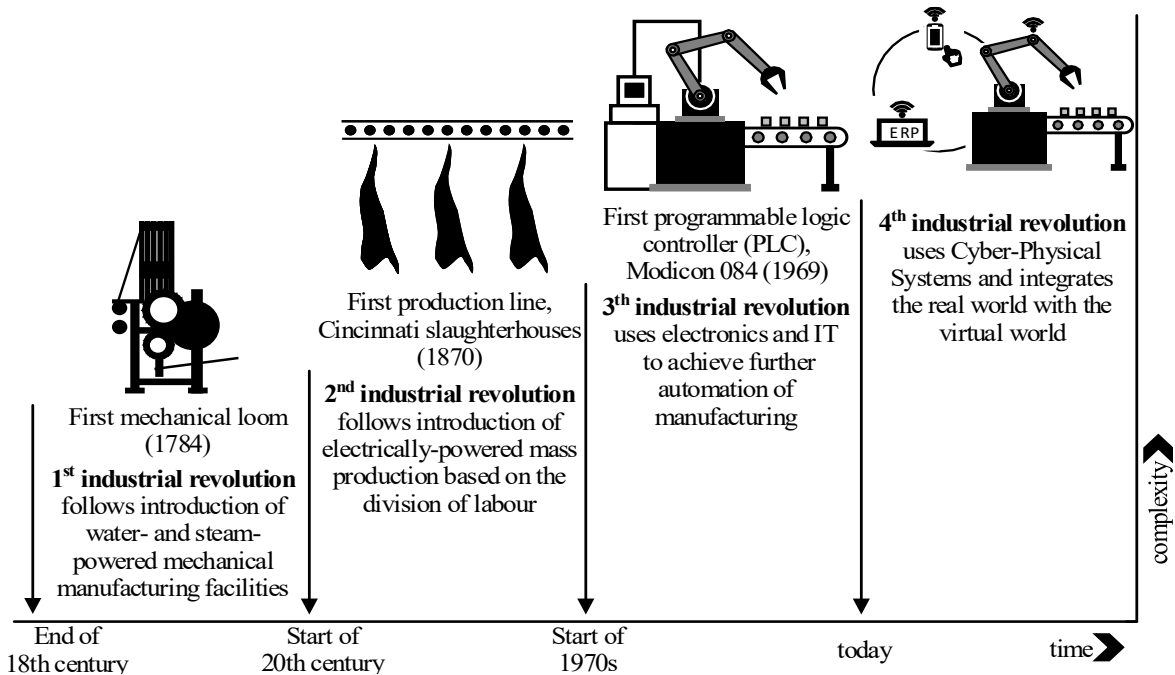 First mechanical loom
(1784)
1st industrial revolution
follows introduction of
water- and steam-
powered mechanical
manufacturing facilities
First production line,
Cincinnati slaughterhouses
(1870)
2nd industrial revolution
follows introduction of
electrically-powered mass
production based on the
division of labour
First programmable logic
controller (PLC),
Modicon 084 (1969)
3th industrial revolution
uses electronics and IT
to achieve further
automation of
manufacturing
ERP
4th industrial revolution
uses Cyber-Physical
Systems and integrates
the real world with the
virtual world
complexity
End of
18th century
Start of
20th century
Start of
1970s
today
time